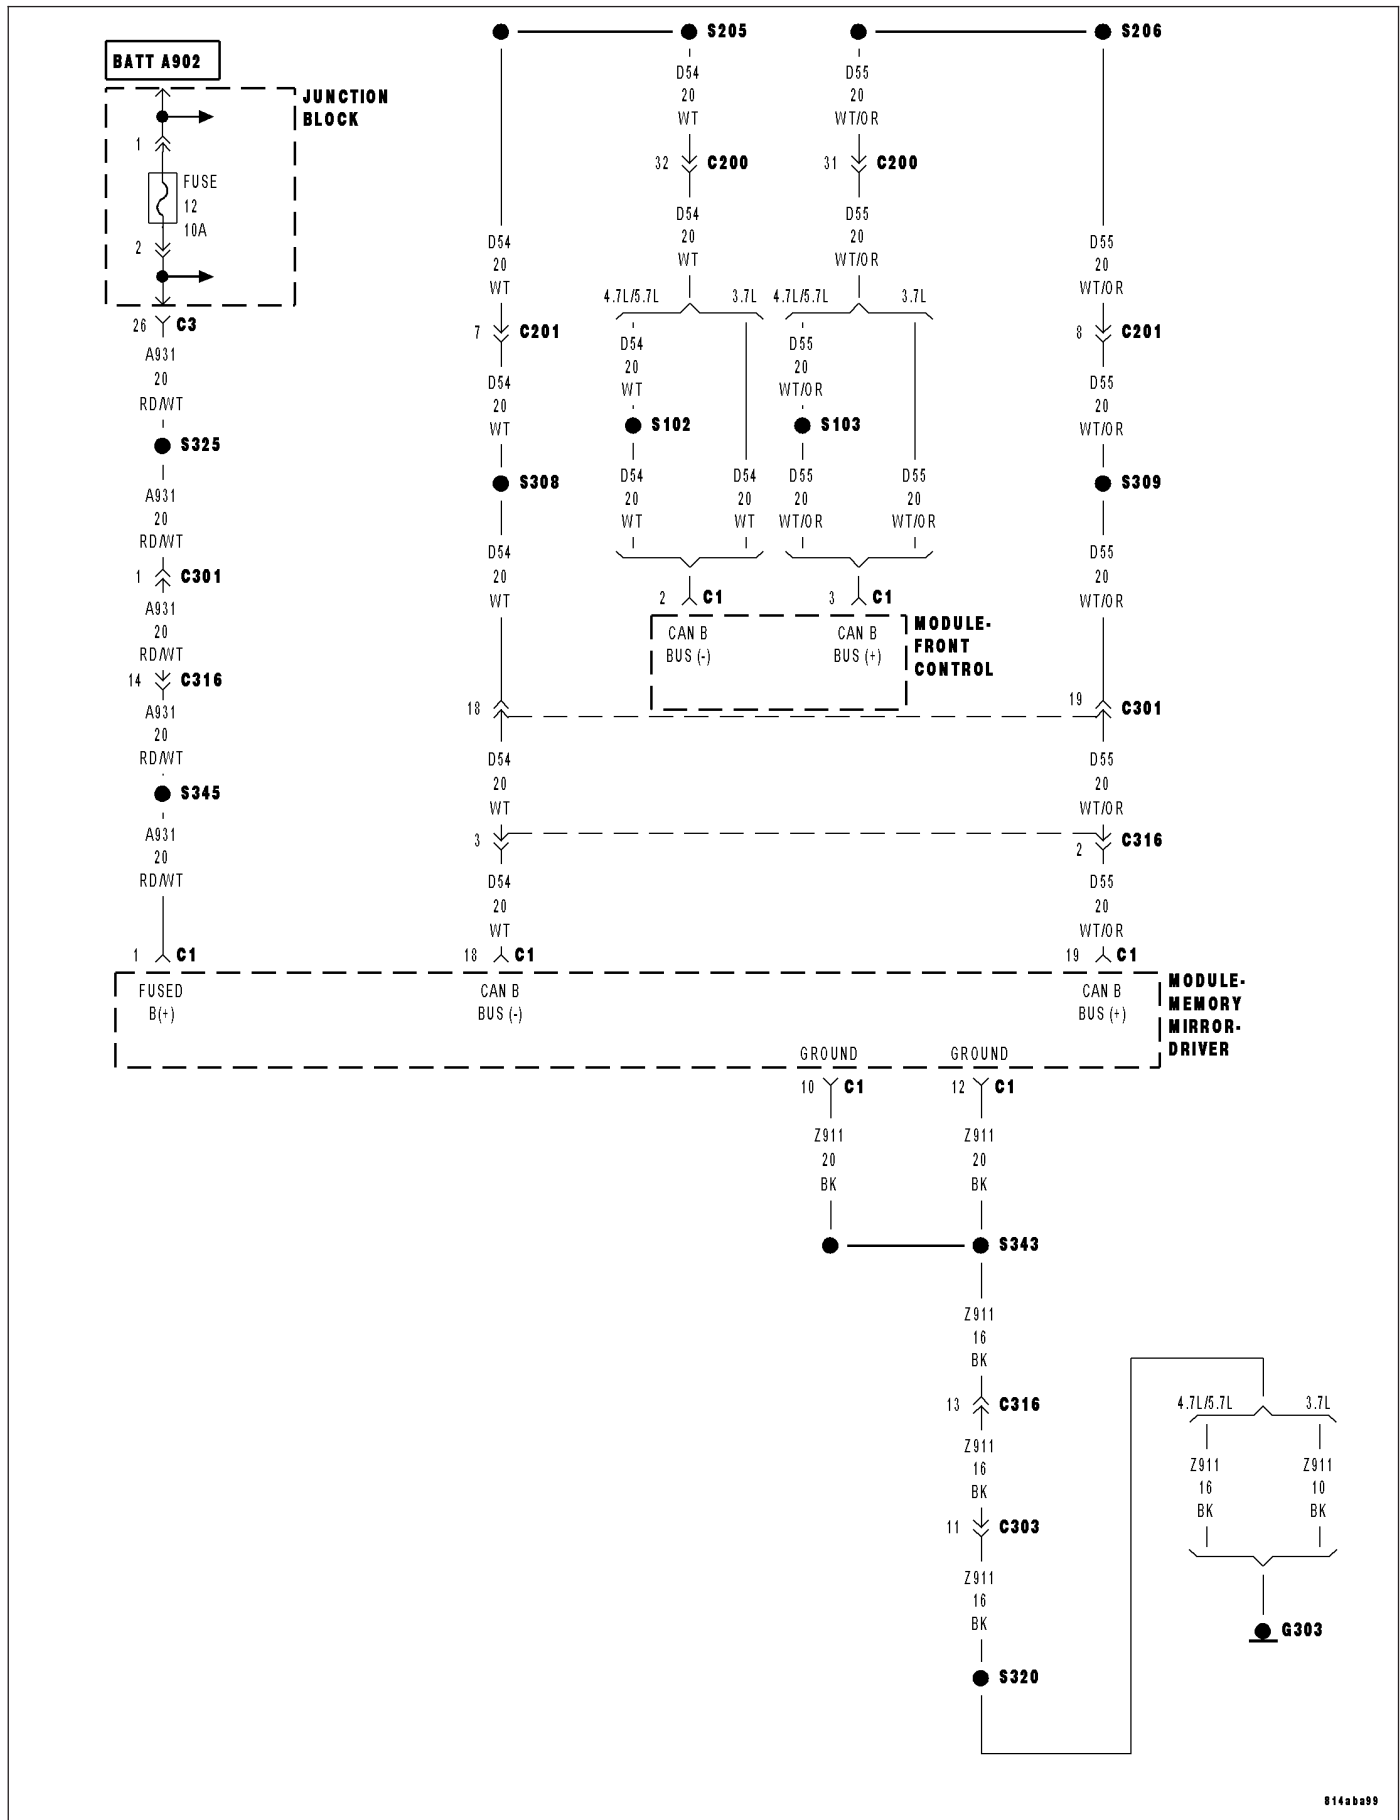 S205
S206
BATT A902
JUNCTION
BLOCK
D54
20
WT
D55
20
WT/OR
1
32
C200
31
C200
FUSE
12
10A
2
D54
20
WT
D55
20
WT/OR
D54
20
WT
D55
20
WT/OR
4.7L/5.7L
3.7L
4.7L/5.7L
3.7L
26
C3
7
C201
8
C201
A931
20
RD/WT
D54
20
WT
D55
20
WT/OR
D54
20
WT
D55
20
WT/OR
S325
S102
S103
S308
S309
A931
20
RD/WT
D54
20
WT
D54
20
WT
D55
20
WT/OR
D55
20
WT/OR
D54
20
WT
D55
20
WT/OR
1
C301
2
C1
3
C1
A931
20
RD/WT
CAN B
BUS (-)
CAN B
BUS (+)
MODULE-
FRONT
CONTROL
14
C316
18
19
C301
A931
20
RD/WT
D54
20
WT
D55
20
WT/OR
S345
3
2
C316
A931
20
RD/WT
D54
20
WT
D55
20
WT/OR
1
C1
18
C1
19
C1
FUSED
B(+)
CAN B
BUS (-)
CAN B
BUS (+)
MODULE-
MEMORY
MIRROR-
DRIVER
GROUND
GROUND
10
C1
12
C1
Z911
20
BK
Z911
20
BK
S343
Z911
16
BK
13
C316
4.7L/5.7L
3.7L
Z911
16
BK
Z911
16
BK
Z911
10
BK
11
C303
Z911
16
BK
G303
S320
814aba99